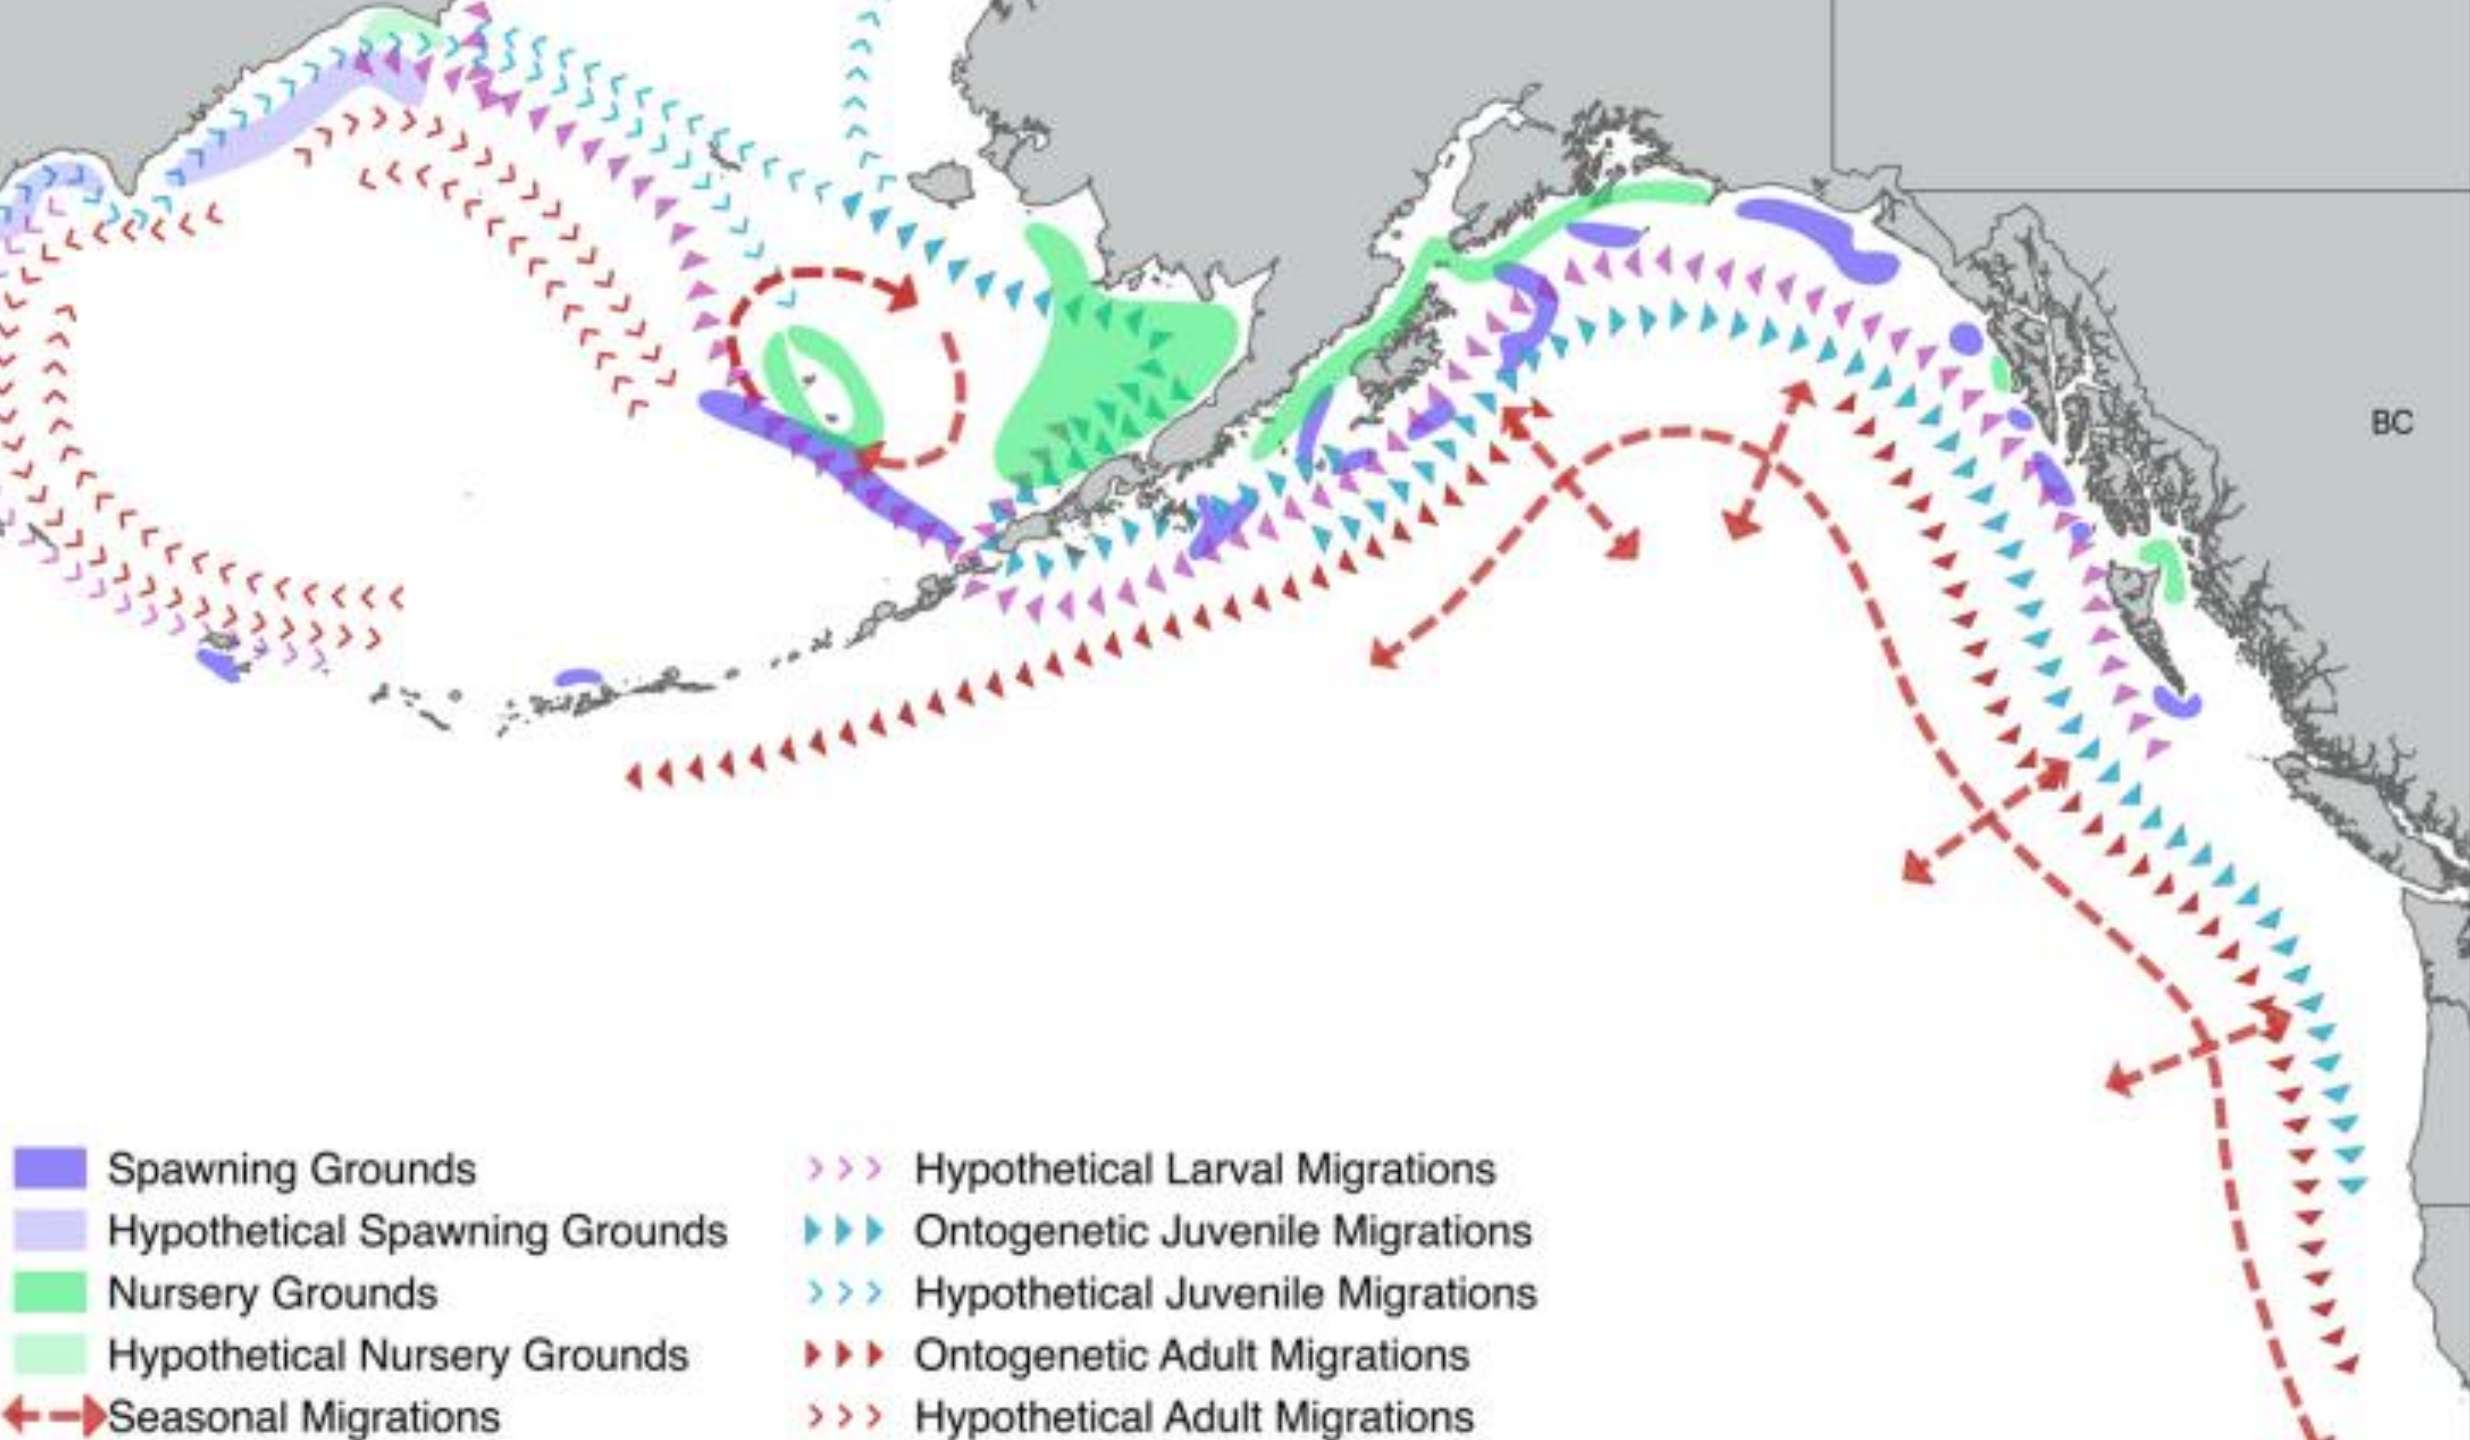 BC
Spawning Grounds
Hypothetical Spawning Grounds
Nursery Grounds
Hypothetical Nursery Grounds
Seasonal Migrations
Hypothetical Larval Migrations
Ontogenetic Juvenile Migrations
Hypothetical Juvenile Migrations
Ontogenetic Adult Migrations
Hypothetical Adult Migrations